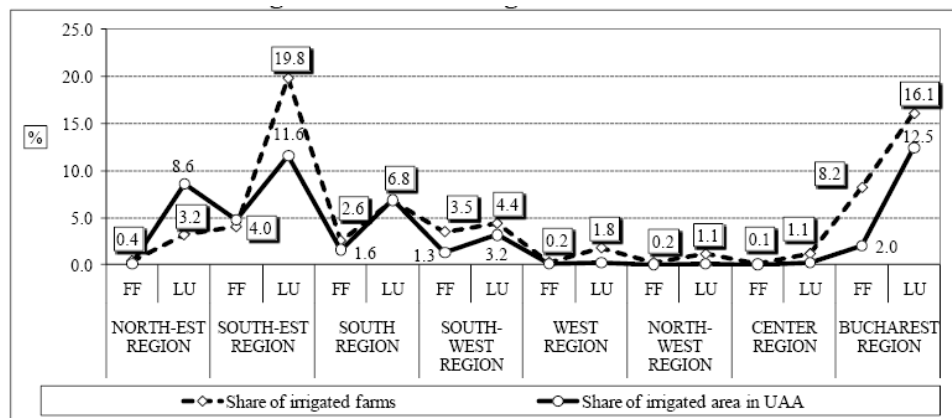 25.0
20.0
15.0
10.0
5.0
0.0
%
0.4
8.6
3.2
4.0
19.8
11.6
2.6
1.6
6.8
3.5
1.3
4.4
3.2
0.2
1.8
0.2
1.1
0.1
1.1
8.2
2.0
16.1
12.5
FF LU FF LU FF LU FF LU FF LU FF LU FF LU FF LU
NORTH-EST REGION
SOUTH-EST REGION
SOUTH REGION
SOUTH-WEST REGION
WEST REGION
NORTH-WEST REGION
CENTER REGION
BUCHAREST REGION
Share of irrigated farms
Share of irrigated area in UAA